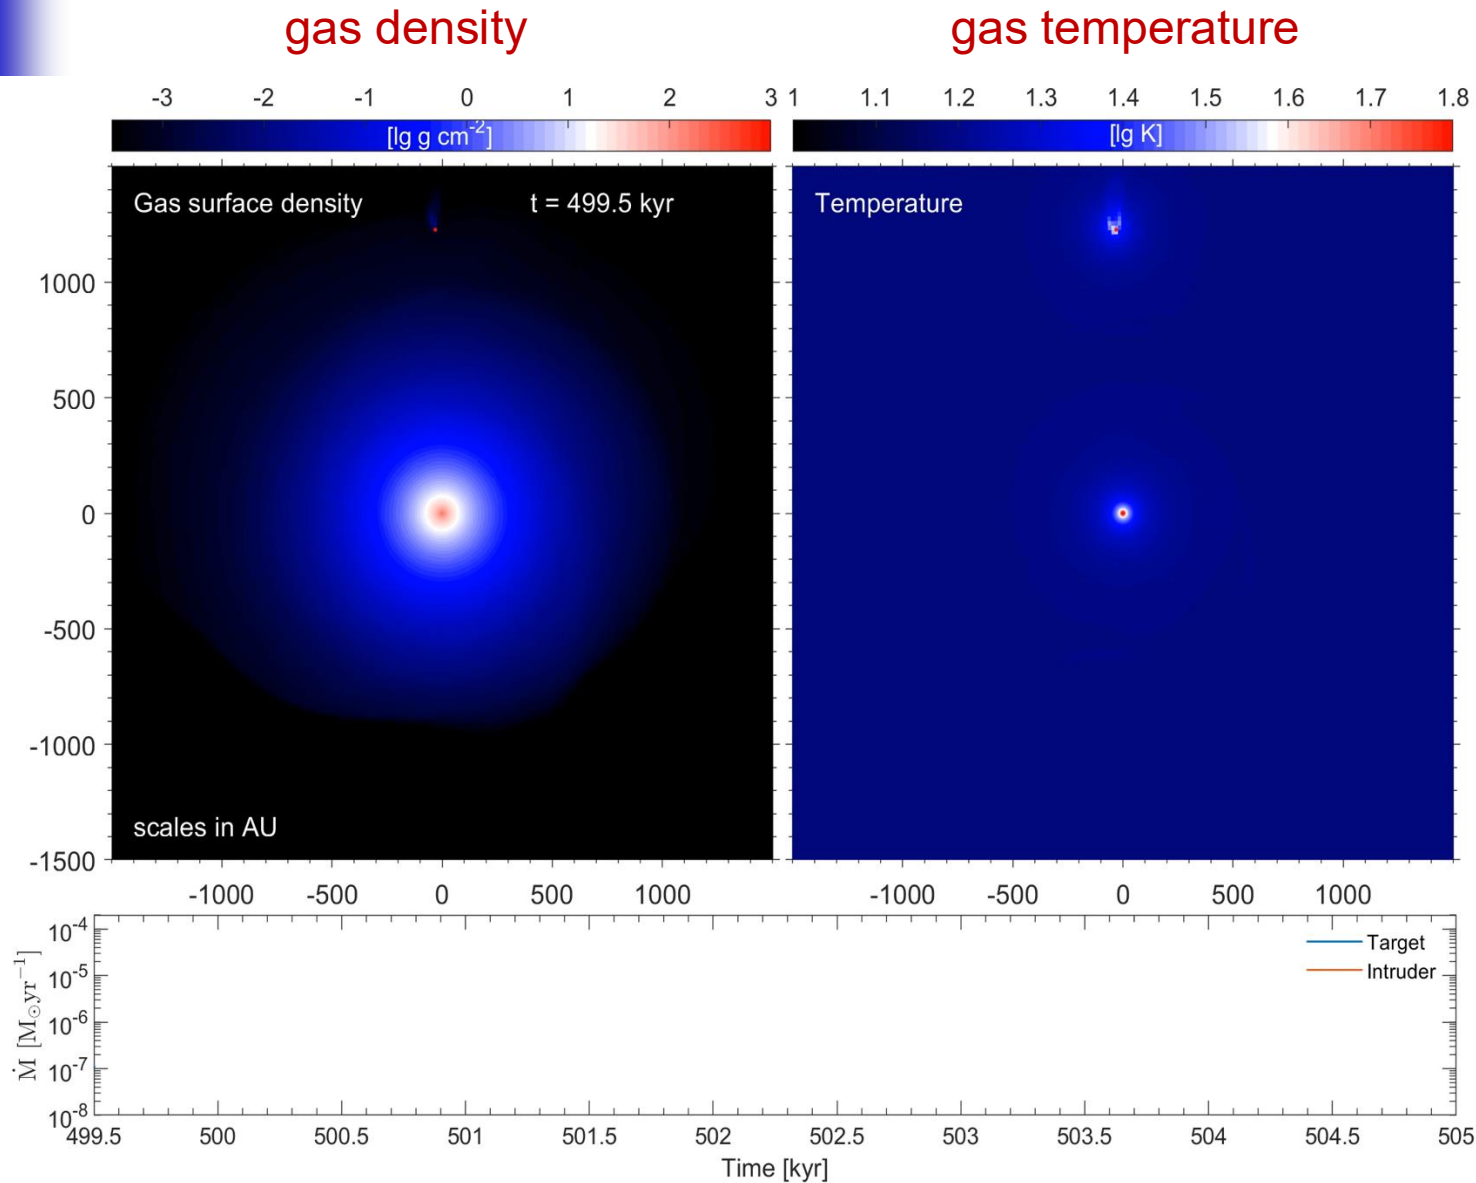 gas density
gas temperature
-3 -2 -1 0 1 2 3
[lg g cm⁻²]
1 1.1 1.2 1.3 1.4 1.5 1.6 1.7 1.8
[lg K]
Gas surface density t = 499.5 kyr
Temperature
1000
500
0
-500
-1000
-1500
scales in AU
-1000 -500 0 500 1000
-1000 -500 0 500 1000
Ṁ [M⊙yr⁻¹]
10⁻⁴
10⁻⁵
10⁻⁶
10⁻⁷
10⁻⁸
Target
Intruder
499.5 500 500.5 501 501.5 502 502.5 503 503.5 504 504.5 505
Time [kyr]